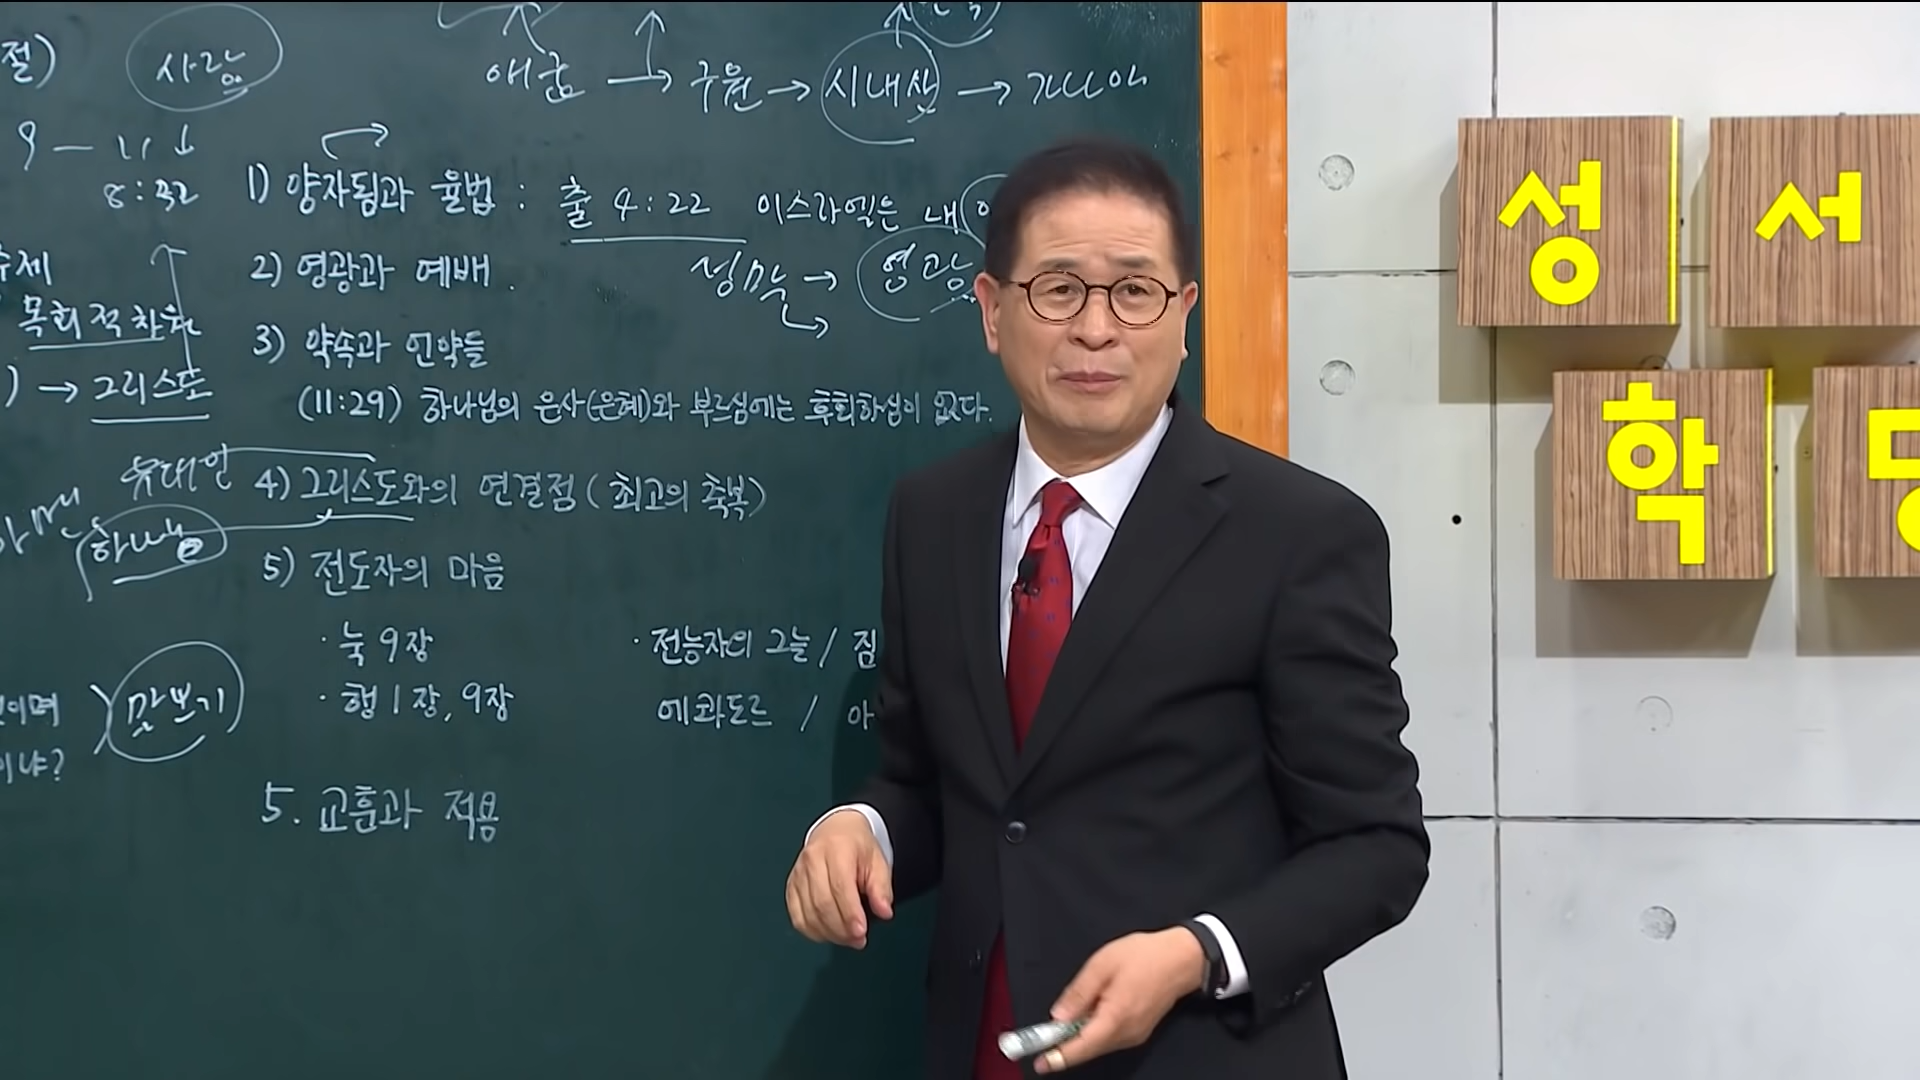 절)
사랑
애굽 → 구원 → 시내산 → 가나안
9 - 11
8:32
1) 양자됨과 율법 : 출 4:22 이스라엘은 내
2) 영광과 예배.
성막 → 영광
목회적 차원
3) 약속과 언약들
) → 그리스도
(11:29) 하나님의 은사(은혜)와 부르심에는 후회하심이 없다.
유대인
4) 그리스도와의 연결점 ( 최고의 축복)
하나님
5) 전도자의 마음
· 눅 9장
· 전능자의 그늘 / 짐
· 행 1장, 9장
에콰도르 / 아
이며
맛보기
이냐?
5. 교훈과 적용
성서
학당